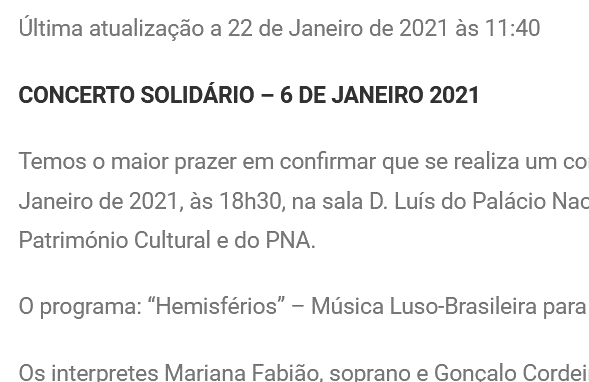 Última atualização a 22 de Janeiro de 2021 às 11:40
CONCERTO SOLIDÁRIO – 6 DE JANEIRO 2021
Temos o maior prazer em confirmar que se realiza um
Janeiro de 2021, às 18h30, na sala D. Luís do Palácio
Património Cultural e do PNA.
O programa: “Hemisférios” – Música Luso-Brasileira para
Os interpretes Mariana Fabião, soprano e Gonçalo